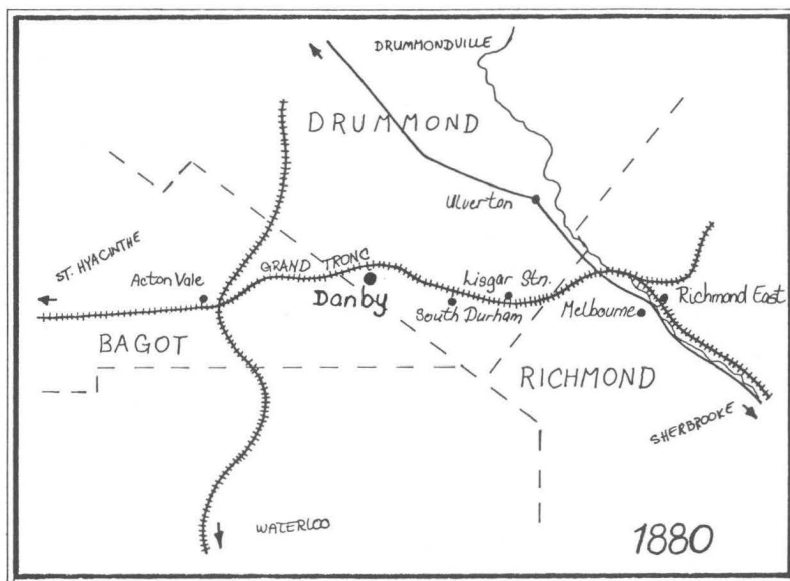 DRUMMONDVILLE
DRUMMOND
Ulverton
ST. HYACINTHE
GRAND TRONC
Acton Vale
Danby
Lisgar Stn.
South Durham
Richmond East
Melbourne
BAGOT
RICHMOND
SHERBROOKE
WATERLOO
1880